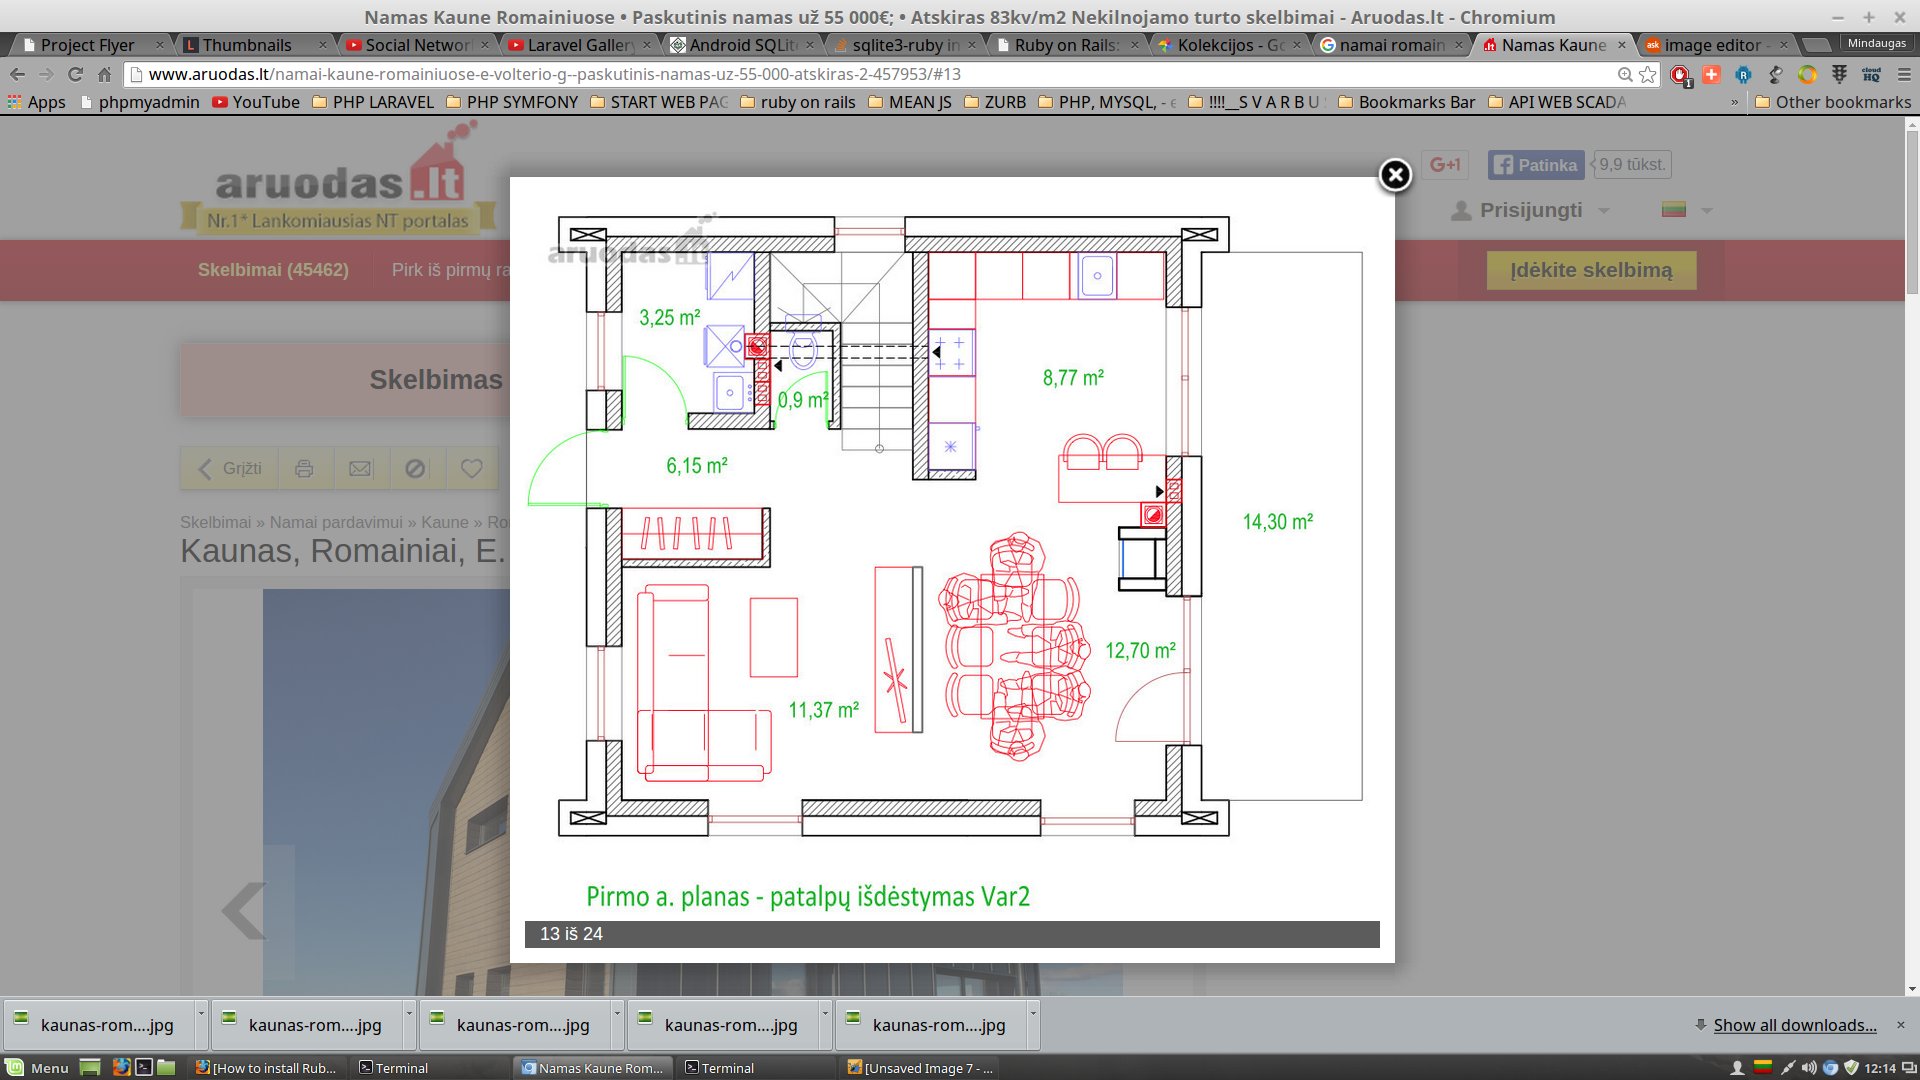 Namas Kaune Romainiuose • Paskutinis namas už 55 000€; • Atskiras 83kv/m2 Nekilnojamo turto skelbimai - Aruodas.lt - Chromium
Project Flyer
Thumbnails
Social Networ
Laravel Gallery
Android SQLit
sqlite3-ruby in
Ruby on Rails:
Kolekcijos - Go
namai romain
Namas Kaune
image editor -
Mindaugas
www.aruodas.lt/namai-kaune-romainiuose-e-volterio-g--paskutinis-namas-uz-55-000-atskiras-2-457953/#13
Apps
phpmyadmin
YouTube
PHP LARAVEL
PHP SYMFONY
START WEB PAG
ruby on rails
MEAN JS
ZURB
PHP, MYSQL, - e
!!!!__S V A R B U
Bookmarks Bar
API WEB SCADA
»
Other bookmarks
aruodas.lt
Nr.1* Lankomiausias NT portalas
G+1
Patinka
9,9 tūkst.
Prisijungti
Skelbimai (45462)
Pirk iš pirmų ra
Įdėkite skelbimą
Skelbimas
Grįžti
Skelbimai » Namai pardavimui » Kaune » Ro
Kaunas, Romainiai, E.
aruodas
3,25 m²
0,9 m²
8,77 m²
6,15 m²
14,30 m²
12,70 m²
11,37 m²
Pirmo a. planas - patalpų išdėstymas Var2
13 iš 24
kaunas-rom....jpg
kaunas-rom....jpg
kaunas-rom....jpg
kaunas-rom....jpg
kaunas-rom....jpg
Show all downloads...
Menu
[How to install Rub...
Terminal
Namas Kaune Rom...
Terminal
[Unsaved Image 7 - ...
12:14